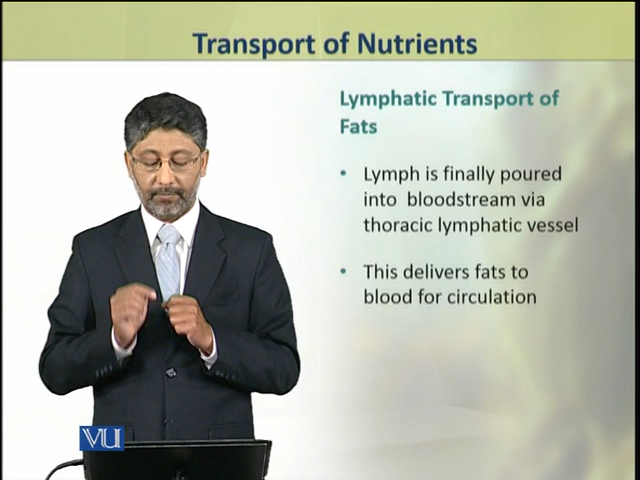 Transport of Nutrients
Lymphatic Transport of
Fats
• Lymph is finally poured
into bloodstream via
thoracic lymphatic vessel
• This delivers fats to
blood for circulation
VU